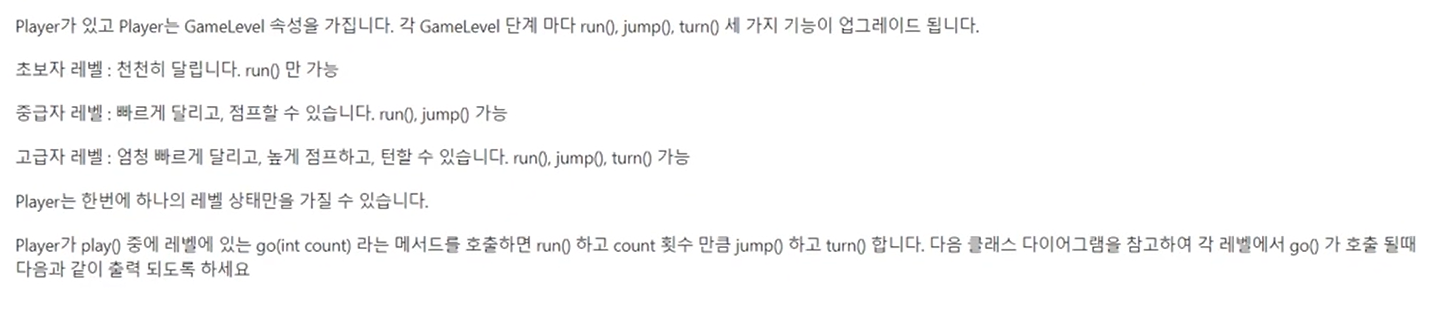 Player가 있고 Player는 GameLevel 속성을 가집니다. 각 GameLevel 단계 마다 run(), jump(), turn() 세 가지 기능이 업그레이드 됩니다.
초보자 레벨 : 천천히 달립니다. run() 만 가능
중급자 레벨 : 빠르게 달리고, 점프할 수 있습니다. run(), jump() 가능
고급자 레벨 : 엄청 빠르게 달리고, 높게 점프하고, 턴할 수 있습니다. run(), jump(), turn() 가능
Player는 한번에 하나의 레벨 상태만을 가질 수 있습니다.
Player가 play() 중에 레벨에 있는 go(int count) 라는 메서드를 호출하면 run() 하고 count 횟수 만큼 jump() 하고 turn() 합니다. 다음 클래스 다이어그램을 참고하여 각 레벨에서 go() 가 호출 될때
다음과 같이 출력 되도록 하세요